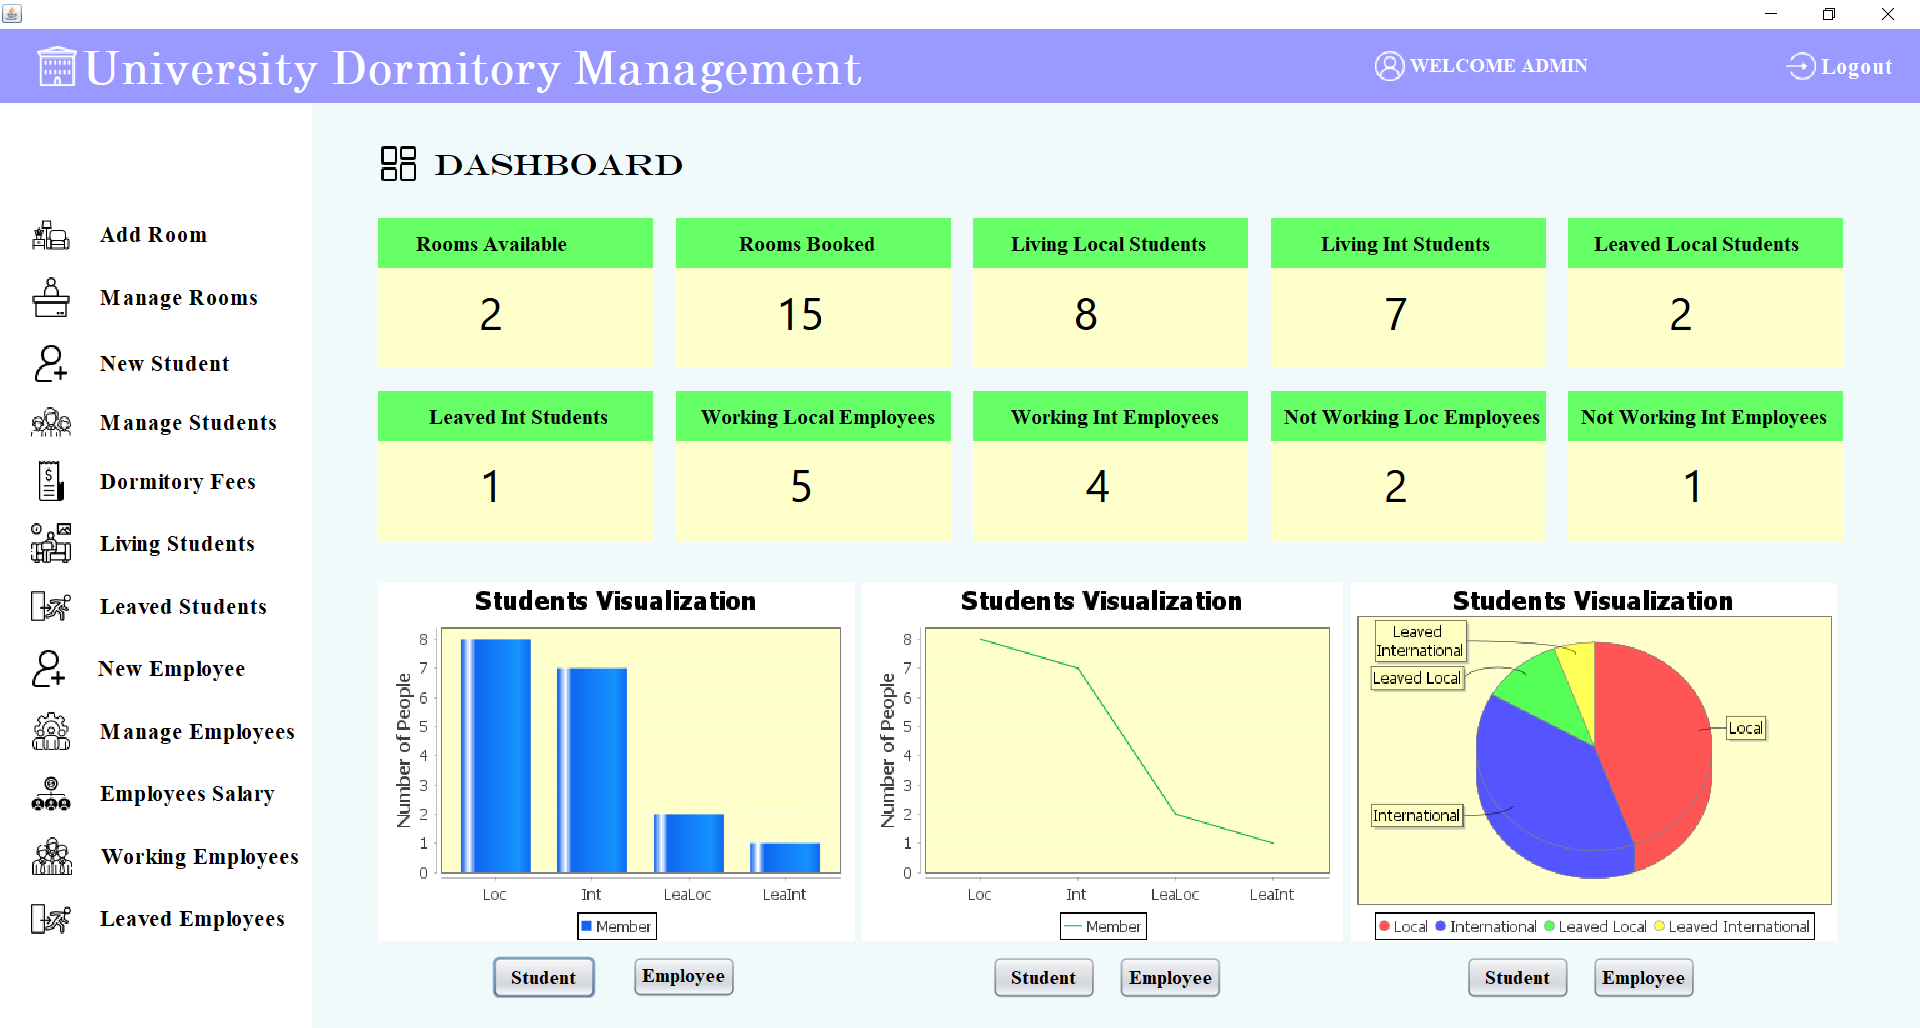 University Dormitory Management
WELCOME ADMIN
Logout
DASHBOARD
Add Room
Manage Rooms
New Student
Manage Students
Dormitory Fees
Living Students
Leaved Students
New Employee
Manage Employees
Employees Salary
Working Employees
Leaved Employees
Rooms Available
2
Rooms Booked
15
Living Local Students
8
Living Int Students
7
Leaved Local Students
2
Leaved Int Students
1
Working Local Employees
5
Working Int Employees
4
Not Working Loc Employees
2
Not Working Int Employees
1
Students Visualization
Number of People
8
7
6
5
4
3
2
1
0
Loc Int LeaLoc LeaInt
Member
Student Employee
Students Visualization
Number of People
8
7
6
5
4
3
2
1
0
Loc Int LeaLoc LeaInt
Member
Student Employee
Students Visualization
Leaved
International
Leaved Local
Local
International
Local International Leaved Local Leaved International
Student Employee